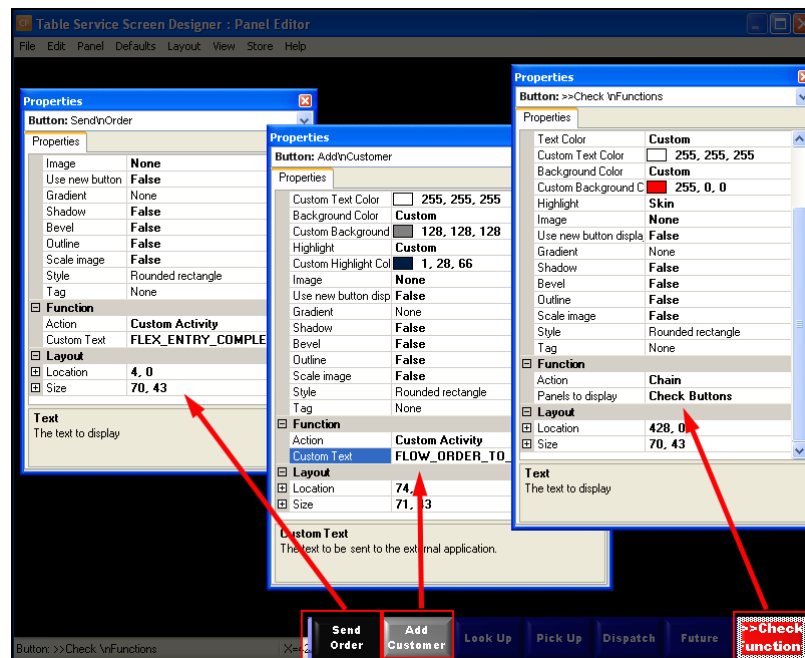 CF Table Service Screen Designer : Panel Editor
File Edit Panel Defaults Layout View Store Help
Properties
Button: Send\nOrder
Properties
Image None
Use new button False
Gradient None
Shadow False
Bevel False
Outline False
Scale image False
Style Rounded rectangle
Tag None
Function
Action Custom Activity
Custom Text FLEX_ENTRY_COMPLE
Layout
Location 4, 0
Size 70, 43
Text
The text to display
Properties
Button: Add\nCustomer
Properties
Custom Text Color 255, 255, 255
Background Color Custom
Custom Background 128, 128, 128
Highlight Custom
Custom Highlight Col 1, 28, 66
Image None
Use new button disp False
Gradient None
Shadow False
Bevel False
Outline False
Scale image False
Style Rounded rectangle
Tag None
Function
Action Custom Activity
Custom Text FLOW_ORDER_TO_
Layout
Location 74,
Size 71, 43
Custom Text
The text to be sent to the external application.
Properties
Button: >>Check \nFunctions
Properties
Text Color Custom
Custom Text Color 255, 255, 255
Background Color Custom
Custom Background C 255, 0, 0
Highlight Skin
Image None
Use new button displa False
Gradient None
Shadow False
Bevel False
Outline False
Scale image False
Style Rounded rectangle
Tag None
Function
Action Chain
Panels to display Check Buttons
Layout
Location 428, 0
Size 70, 43
Text
The text to display
Send
Order
Add
Customer
Look Up
Pick Up
Dispatch
Future
>>Check
unction
Button: >>Check \nFunctions